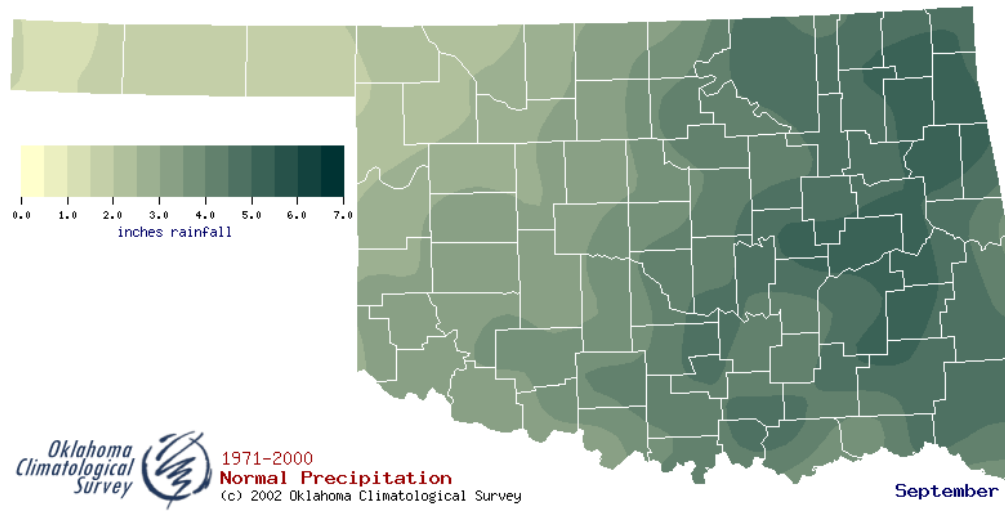 0.0 1.0 2.0 3.0 4.0 5.0 6.0 7.0
inches rainfall
Oklahoma
Climatological
Survey
1971-2000
Normal Precipitation
(c) 2002 Oklahoma Climatological Survey
September